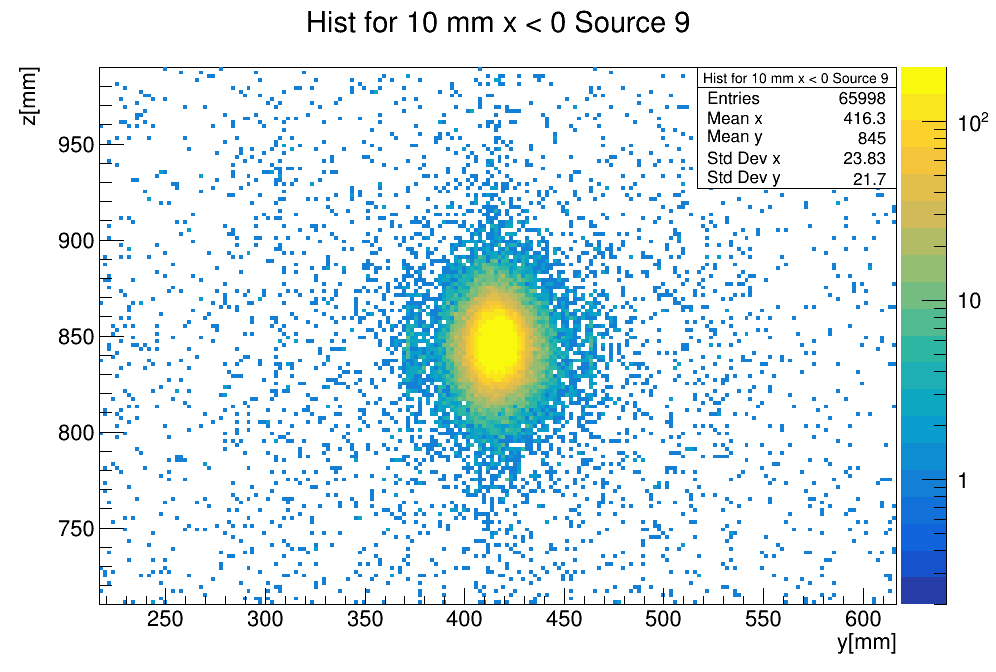 Hist for 10 mm x < 0 Source 9
z[mm]
Hist for 10 mm x < 0 Source 9
Entries 65998
Mean x 416.3
Mean y 845
Std Dev x 23.83
Std Dev y 21.7
950
900
850
800
750
250 300 350 400 450 500 550 600
y[mm]
10²
10
1